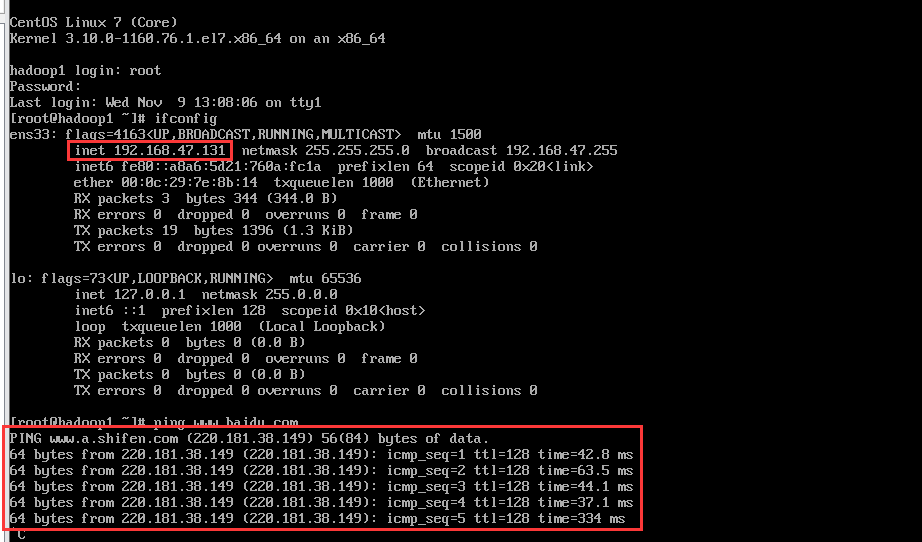 CentOS Linux 7 (Core)
Kernel 3.10.0-1160.76.1.el7.x86_64 on an x86_64
hadoop1 login: root
Password:
Last login: Wed Nov  9 13:08:06 on tty1
[root@hadoop1 ~]# ifconfig
ens33: flags=4163<UP,BROADCAST,RUNNING,MULTICAST>  mtu 1500
        inet 192.168.47.131  netmask 255.255.255.0  broadcast 192.168.47.255
        inet6 fe80::a8a6:5d21:760a:fc1a  prefixlen 64  scopeid 0x20<link>
        ether 00:0c:29:7e:8b:14  txqueuelen 1000  (Ethernet)
        RX packets 3  bytes 344 (344.0 B)
        RX errors 0  dropped 0  overruns 0  frame 0
        TX packets 19  bytes 1396 (1.3 KiB)
        TX errors 0  dropped 0 overruns 0  carrier 0  collisions 0
lo: flags=73<UP,LOOPBACK,RUNNING>  mtu 65536
        inet 127.0.0.1  netmask 255.0.0.0
        inet6 ::1  prefixlen 128  scopeid 0x10<host>
        loop  txqueuelen 1000  (Local Loopback)
        RX packets 0  bytes 0 (0.0 B)
        RX errors 0  dropped 0  overruns 0  frame 0
        TX packets 0  bytes 0 (0.0 B)
        TX errors 0  dropped 0 overruns 0  carrier 0  collisions 0
[root@hadoop1 ~]# ping www.baidu.com
PING www.a.shifen.com (220.181.38.149) 56(84) bytes of data.
64 bytes from 220.181.38.149 (220.181.38.149): icmp_seq=1 ttl=128 time=42.8 ms
64 bytes from 220.181.38.149 (220.181.38.149): icmp_seq=2 ttl=128 time=63.5 ms
64 bytes from 220.181.38.149 (220.181.38.149): icmp_seq=3 ttl=128 time=44.1 ms
64 bytes from 220.181.38.149 (220.181.38.149): icmp_seq=4 ttl=128 time=37.1 ms
64 bytes from 220.181.38.149 (220.181.38.149): icmp_seq=5 ttl=128 time=334 ms
^C